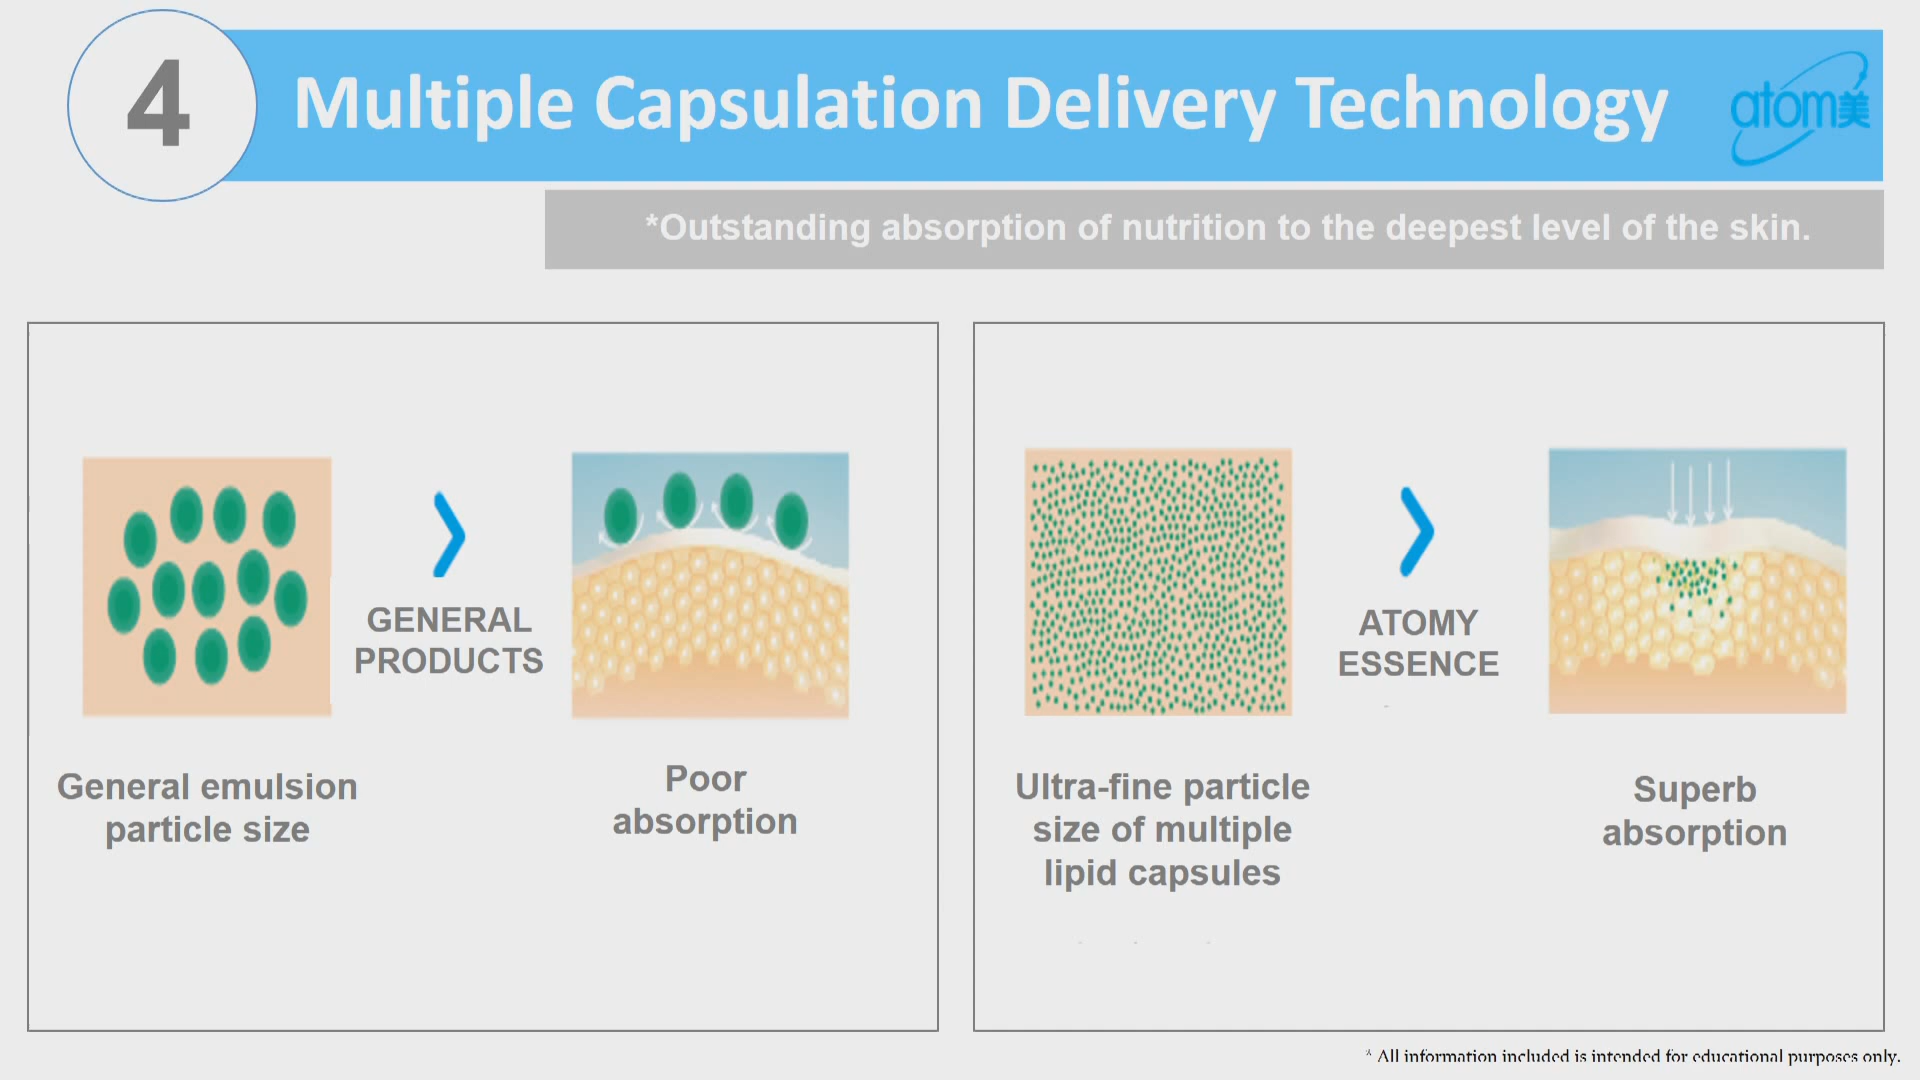 4
Multiple Capsulation Delivery Technology
atom美
*Outstanding absorption of nutrition to the deepest level of the skin.
GENERAL
PRODUCTS
General emulsion
particle size
Poor
absorption
ATOMY
ESSENCE
Ultra-fine particle
size of multiple
lipid capsules
Superb
absorption
* All information included is intended for educational purposes only.